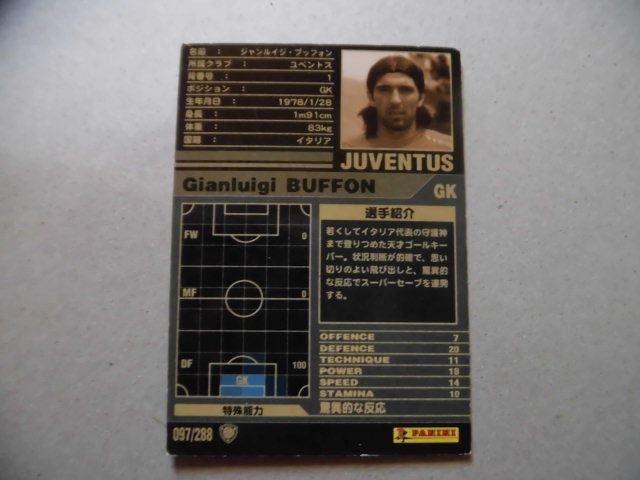 名前 : ジャンルイジ・ブッフォン
所属クラブ : ユベントス
背番号 : 1
ポジション : GK
生年月日 : 1978/1/28
身長 : 1m91cm
体重 : 83kg
国籍 : イタリア
JUVENTUS
Gianluigi BUFFON GK
選手紹介
若くしてイタリア代表の守護神
まで登りつめた天才ゴールキー
パー。状況判断が的確で、思い
切りのよい飛び出しと、驚異的
な反応でスーパーセーブを連発
する。
FW 0
MF 0
DF 100
GK
OFFENCE 7
DEFENCE 20
TECHNIQUE 11
POWER 18
SPEED 14
STAMINA 10
特殊能力 驚異的な反応
097/288
PANINI